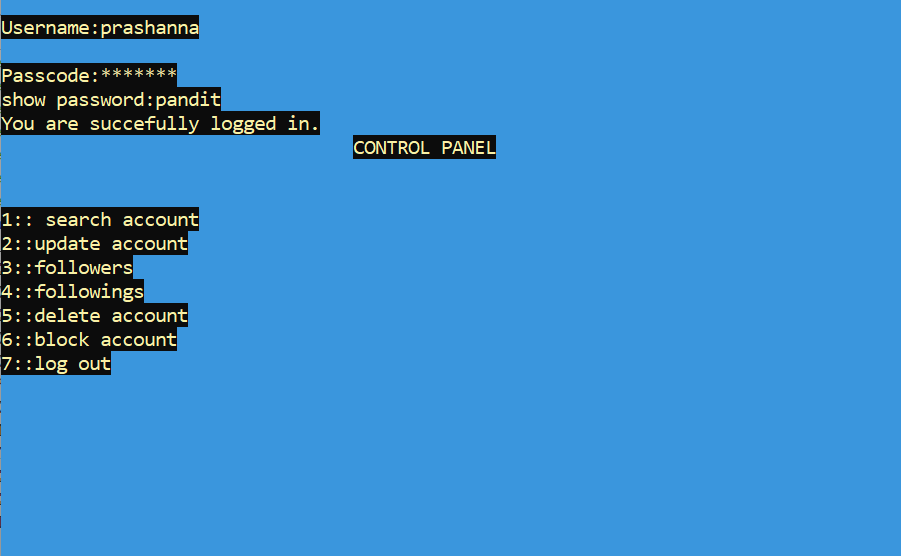 Username:prashanna
Passcode:*******
show password:pandit
You are succefully logged in.
CONTROL PANEL
1:: search account
2::update account
3::followers
4::followings
5::delete account
6::block account
7::log out